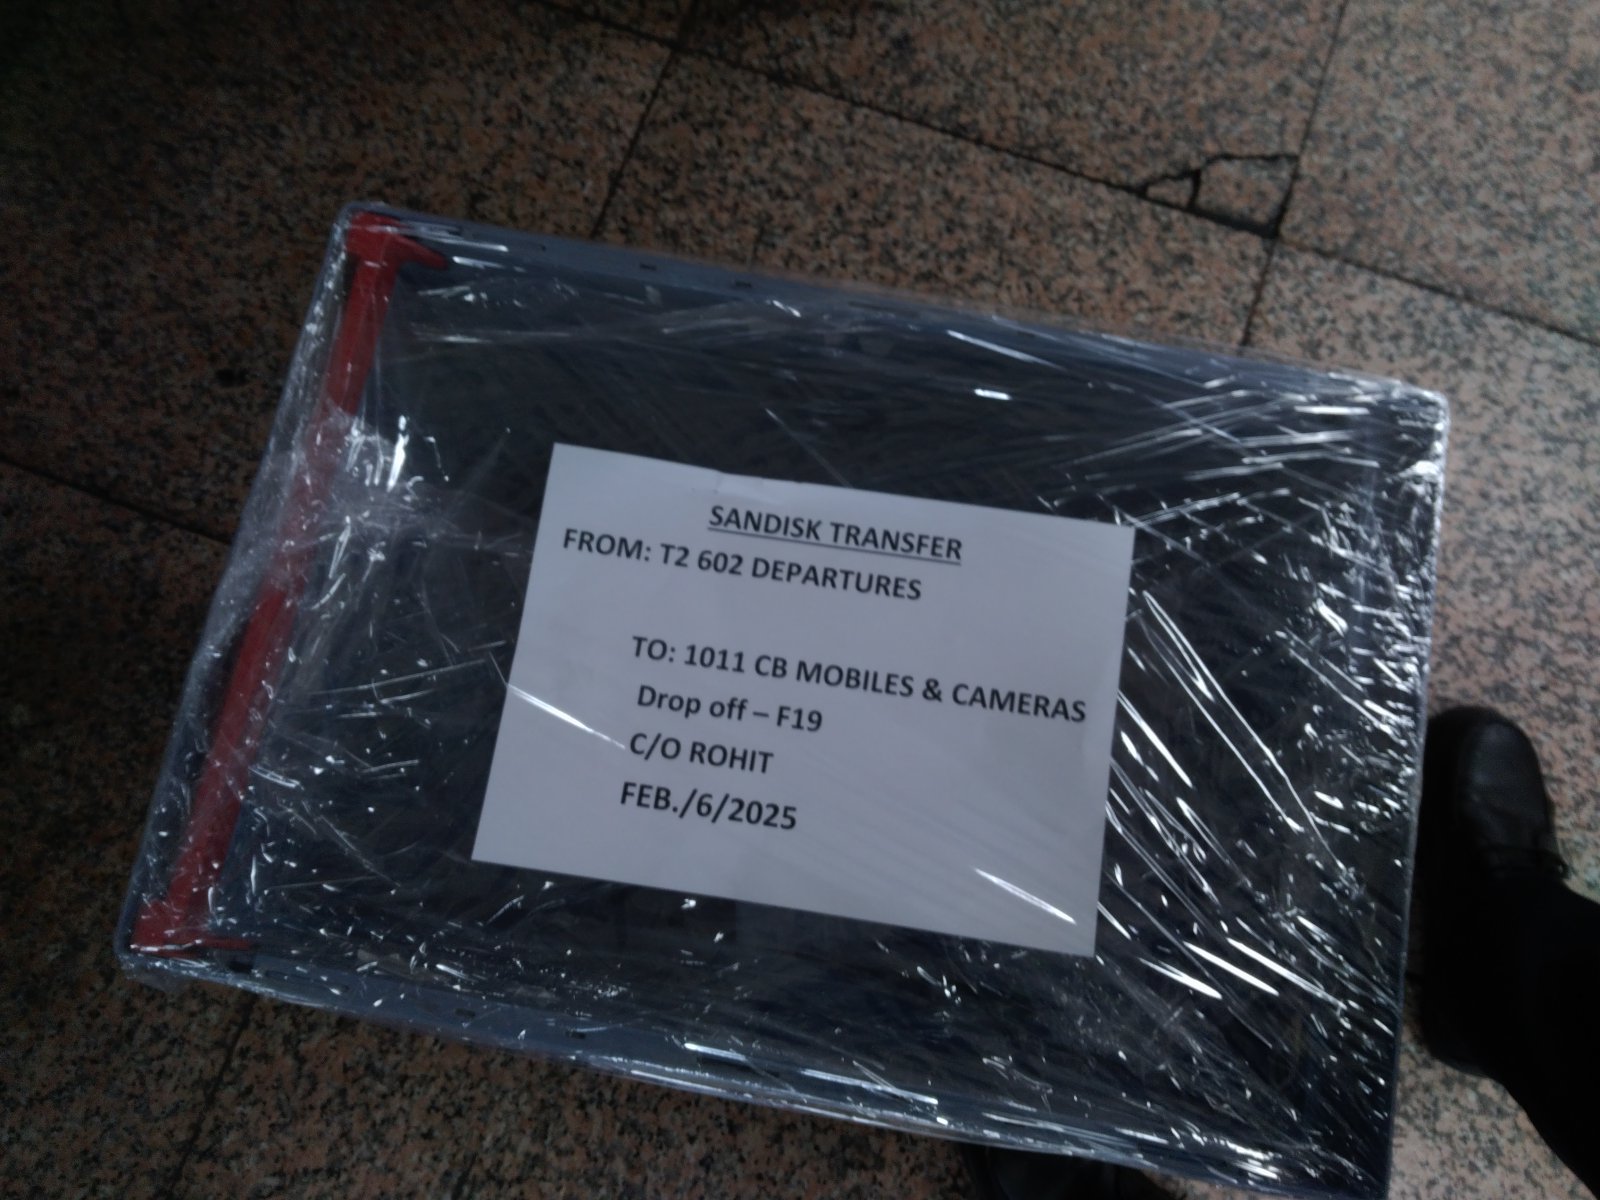 SANDISK TRANSFER
FROM: T2 602 DEPARTURES
TO: 1011 CB MOBILES & CAMERAS
Drop off – F19
C/O ROHIT
FEB./6/2025